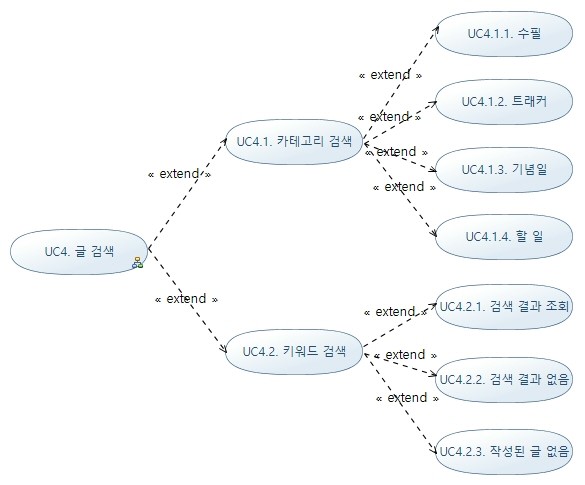 UC4.1.1. 수필
« extend »
UC4.1.2. 트래커
« extend »
UC4.1. 카테고리 검색
« extend »
UC4.1.3. 기념일
« extend »
« extend »
UC4.1.4. 할 일
UC4. 글 검색
« extend »
UC4.2.1. 검색 결과 조회
« extend »
UC4.2. 키워드 검색
« extend »
UC4.2.2. 검색 결과 없음
« extend »
UC4.2.3. 작성된 글 없음